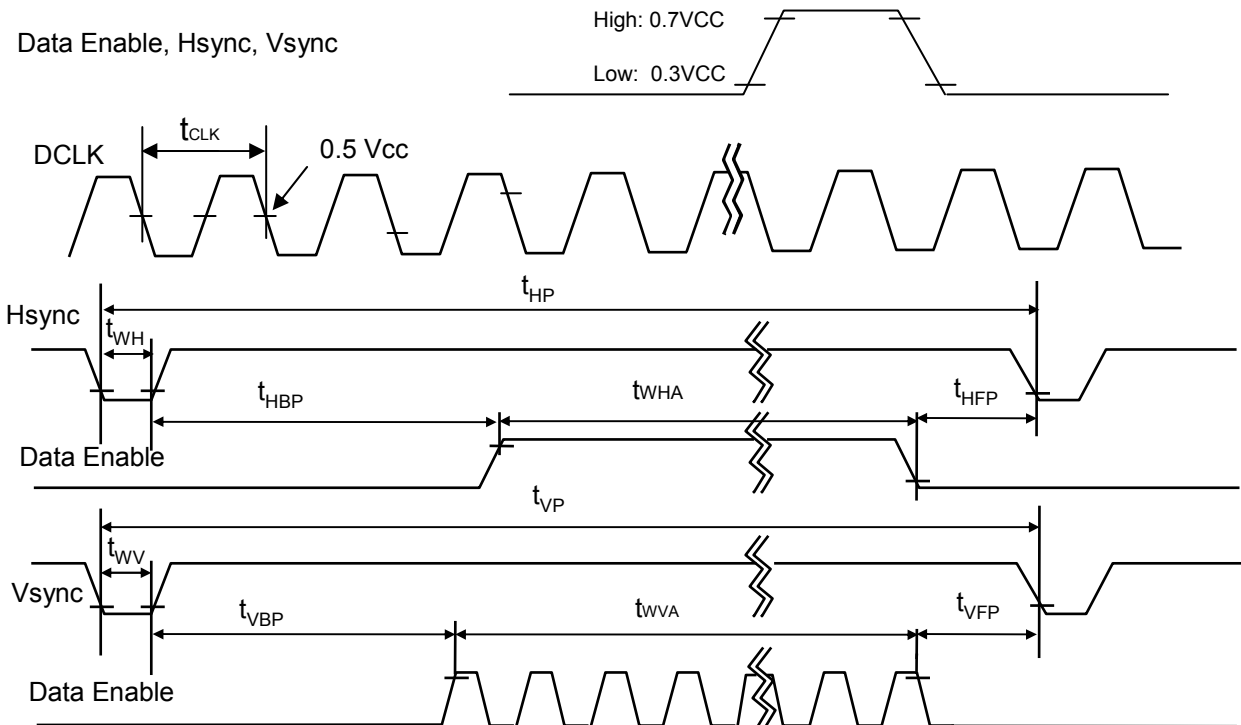 High: 0.7VCC
Data Enable, Hsync, Vsync
Low: 0.3VCC
tCLK
DCLK
0.5 Vcc
tHP
Hsync
tWH
tHBP
tWHA
tHFP
Data Enable
tVP
tWV
Vsync
tVBP
tWVA
tVFP
Data Enable